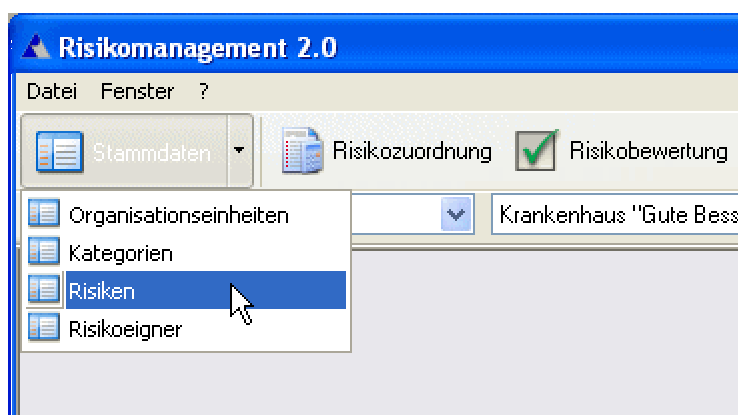 Risikomanagement 2.0
Datei Fenster ?
Stammdaten Risikozuordnung Risikobewertung
Krankenhaus "Gute Bess
Organisationseinheiten
Kategorien
Risiken
Risikoeigner